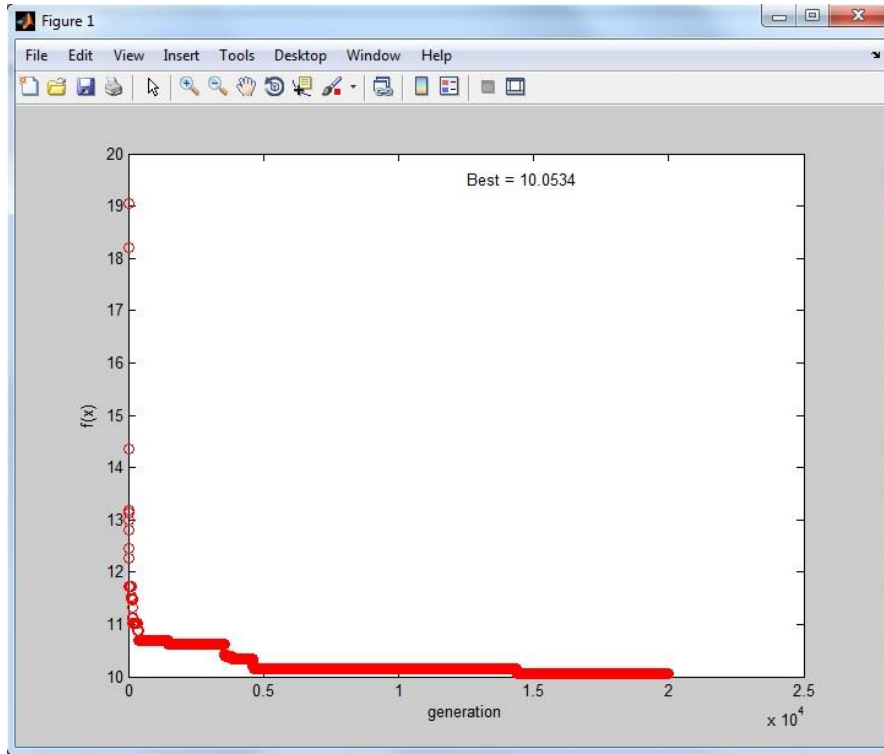 Figure 1
File Edit View Insert Tools Desktop Window Help
20
Best = 10.0534
19
18
17
16
f(x)
15
14
13
12
11
10
0 0.5 1 1.5 2 2.5
generation
x 10^4